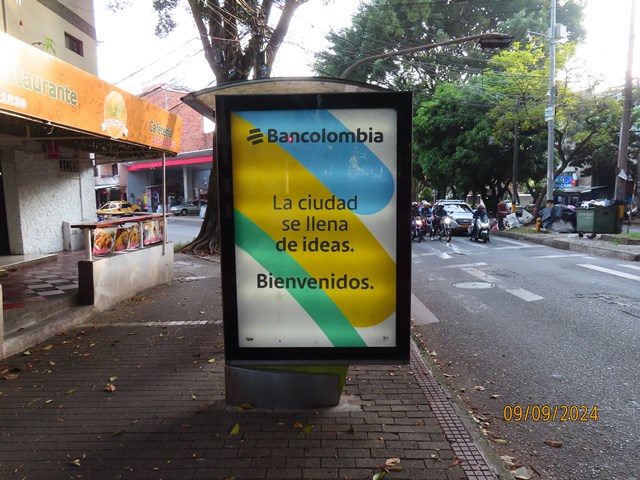 Restaurante
Bancolombia
La ciudad
se llena
de ideas.
Bienvenidos.
09/09/2024